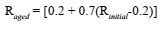 R_aged = [0.2 + 0.7(R_initial-0.2)]